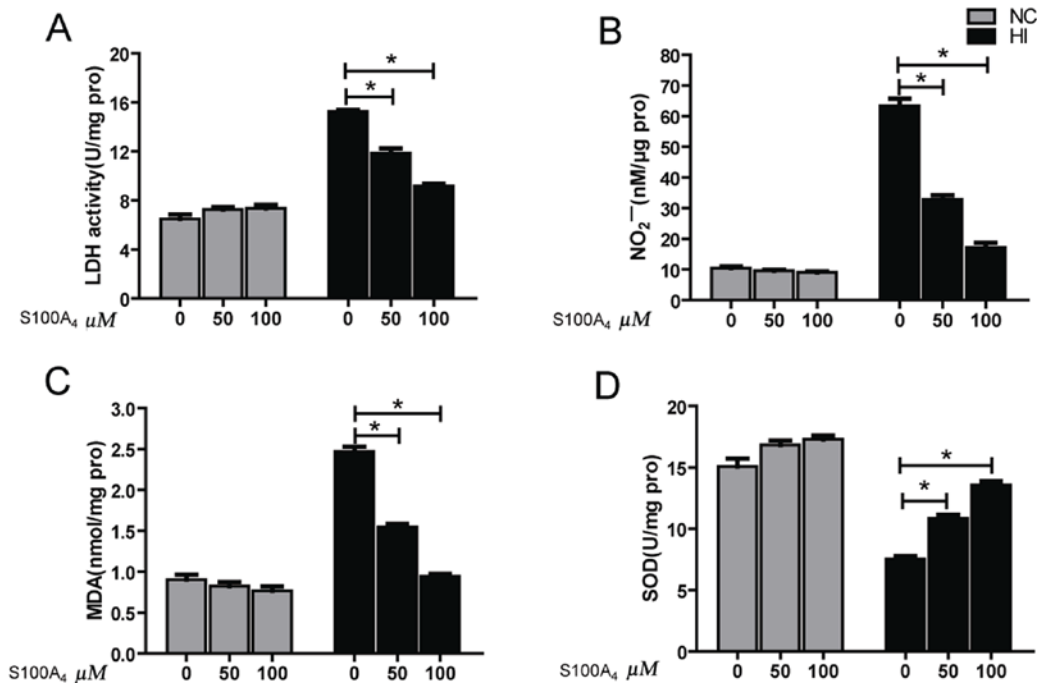 NC
HI
A
LDH activity(U/mg pro)
20
16
12
8
4
0
*
*
S100A₄ μM 0 50 100 0 50 100
B
NO₂⁻(nM/μg pro)
80
70
60
50
40
30
20
10
0
*
*
S100A₄ μM 0 50 100 0 50 100
C
MDA(nmol/mg pro)
3.0
2.5
2.0
1.5
1.0
0.5
0.0
*
*
S100A₄ μM 0 50 100 0 50 100
D
SOD(U/mg pro)
20
15
10
5
0
*
*
S100A₄ μM 0 50 100 0 50 100